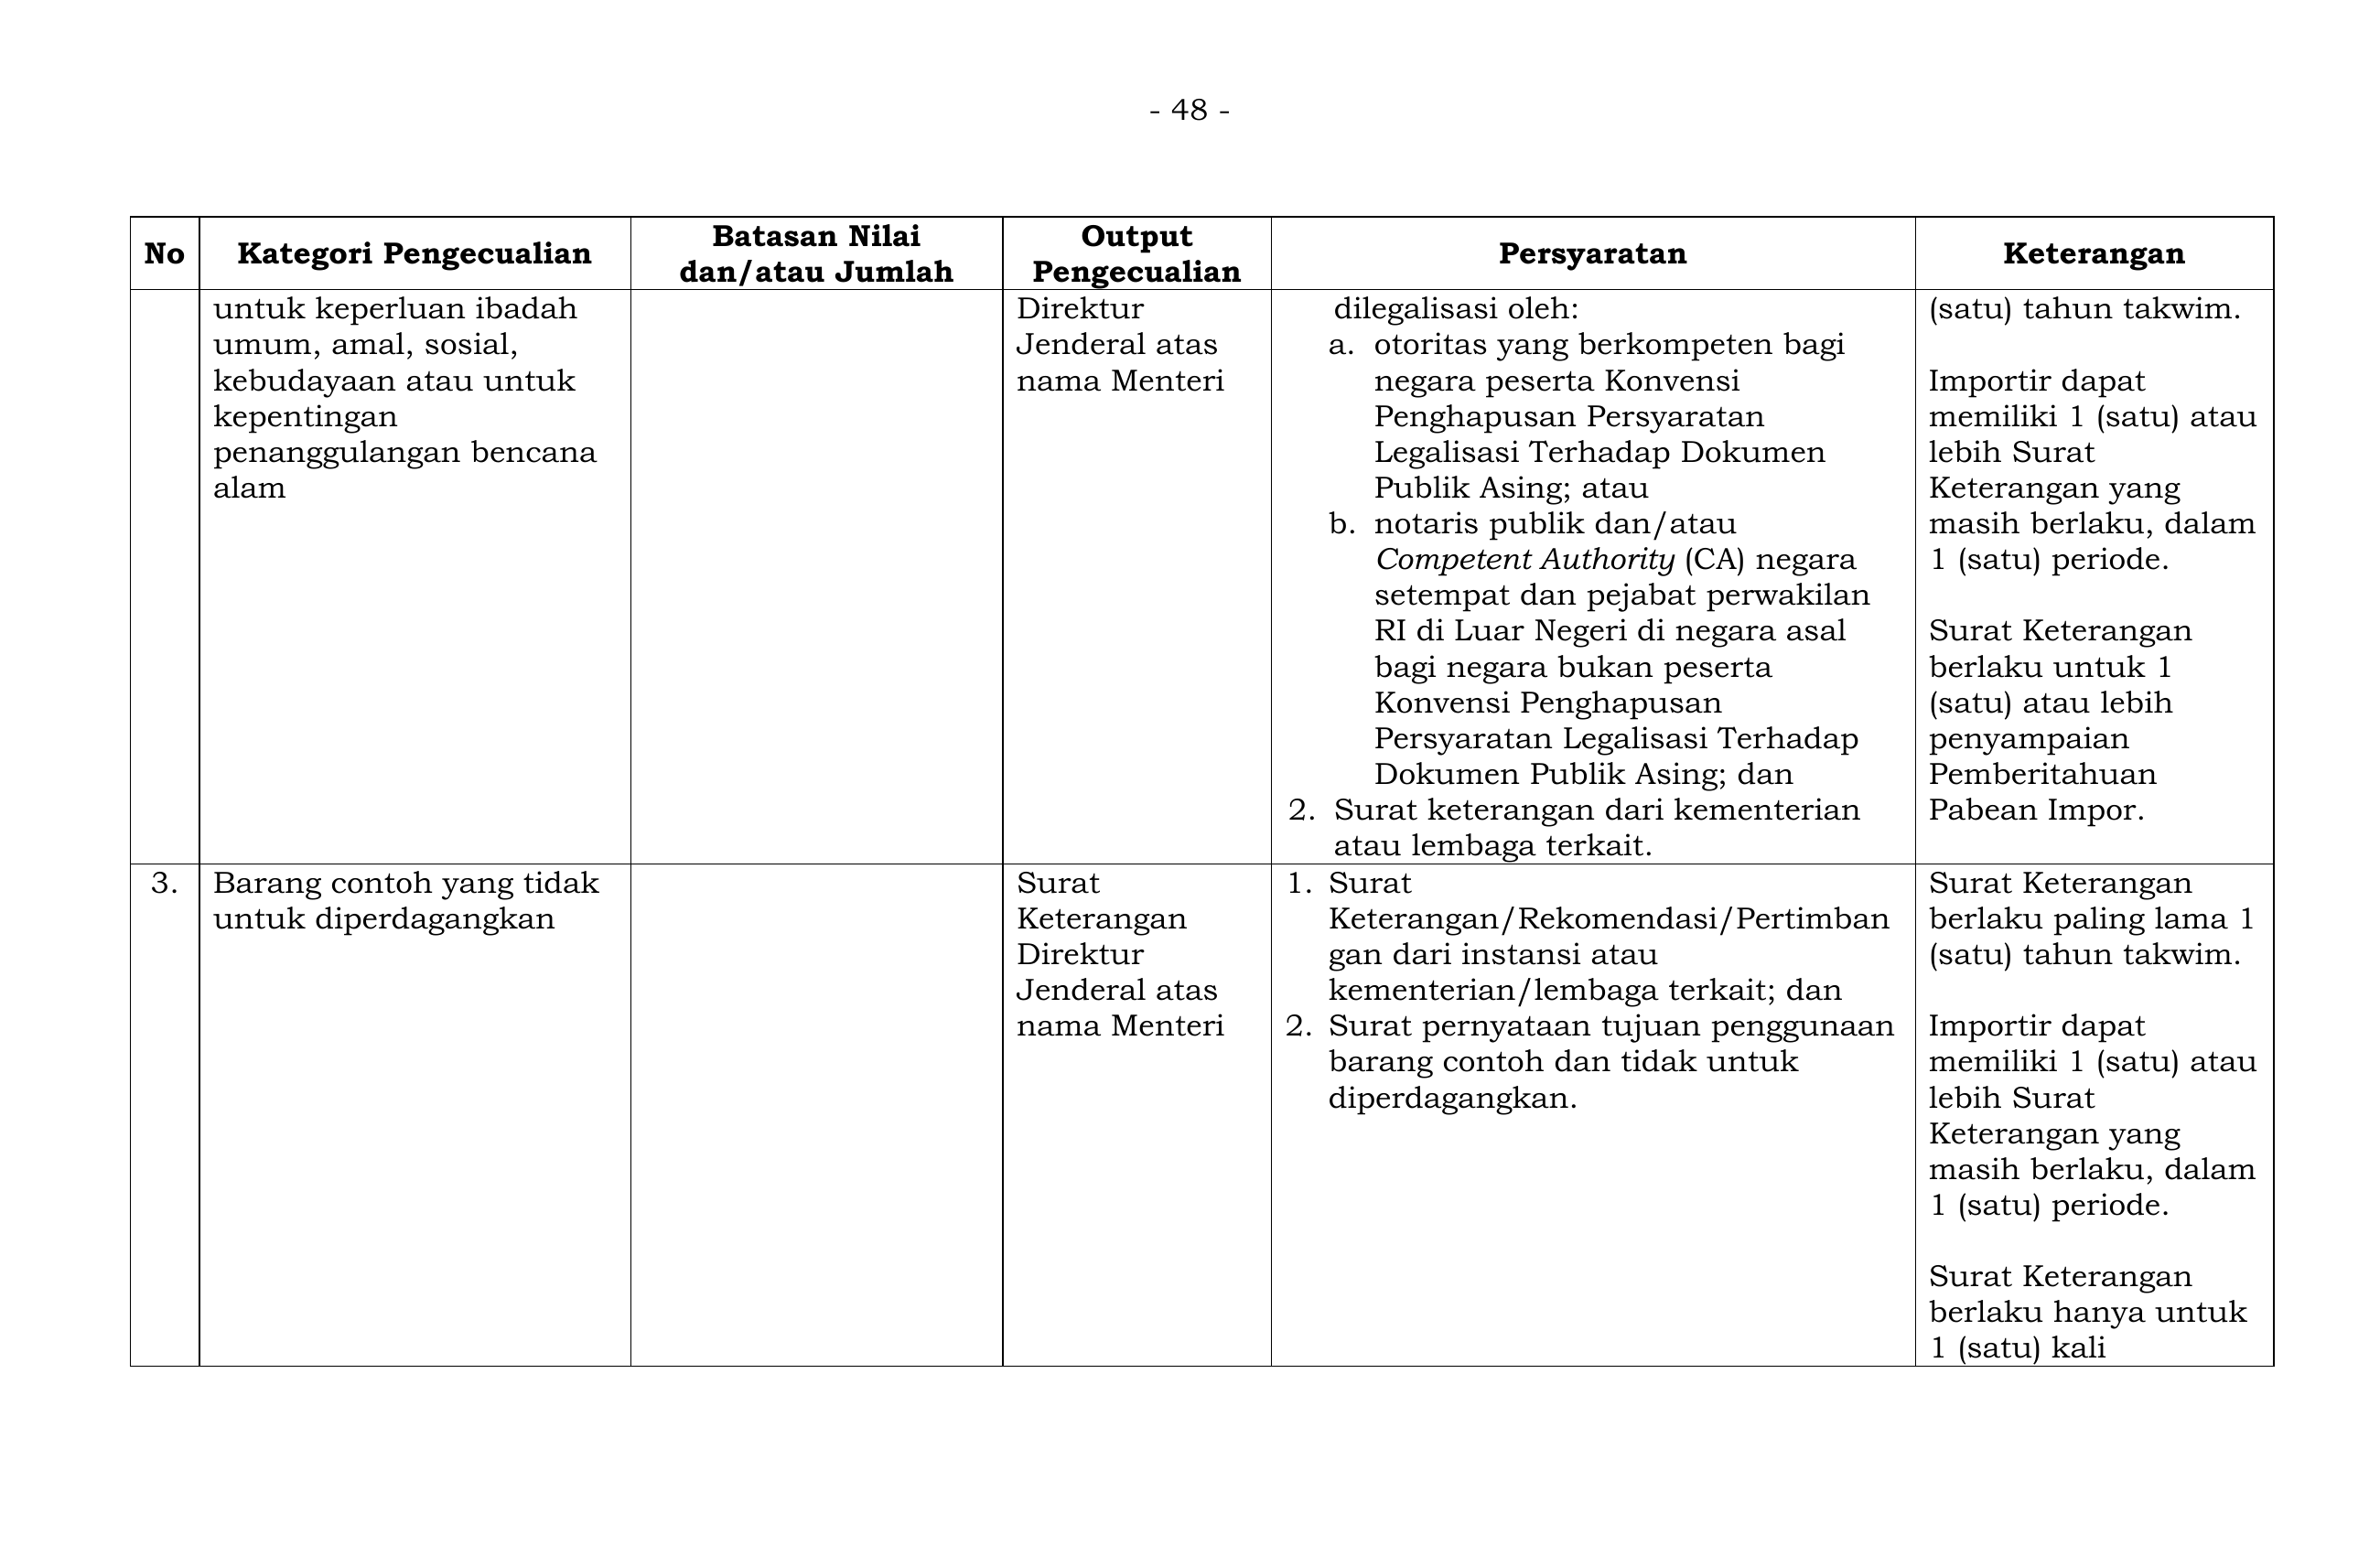 - 48 -
No
Kategori Pengecualian
Batasan Nilai
dan/atau Jumlah
Output
Pengecualian
Persyaratan
Keterangan
untuk keperluan ibadah
umum, amal, sosial,
kebudayaan atau untuk
kepentingan
penanggulangan bencana
alam
Direktur
Jenderal atas
nama Menteri
dilegalisasi oleh:
a. otoritas yang berkompeten bagi
negara peserta Konvensi
Penghapusan Persyaratan
Legalisasi Terhadap Dokumen
Publik Asing; atau
b. notaris publik dan/atau
Competent Authority (CA) negara
setempat dan pejabat perwakilan
RI di Luar Negeri di negara asal
bagi negara bukan peserta
Konvensi Penghapusan
Persyaratan Legalisasi Terhadap
Dokumen Publik Asing; dan
2. Surat keterangan dari kementerian
atau lembaga terkait.
(satu) tahun takwim.
Importir dapat
memiliki 1 (satu) atau
lebih Surat
Keterangan yang
masih berlaku, dalam
1 (satu) periode.
Surat Keterangan
berlaku untuk 1
(satu) atau lebih
penyampaian
Pemberitahuan
Pabean Impor.
3.
Barang contoh yang tidak
untuk diperdagangkan
Surat
Keterangan
Direktur
Jenderal atas
nama Menteri
1. Surat
Keterangan/Rekomendasi/Pertimban
gan dari instansi atau
kementerian/lembaga terkait; dan
2. Surat pernyataan tujuan penggunaan
barang contoh dan tidak untuk
diperdagangkan.
Surat Keterangan
berlaku paling lama 1
(satu) tahun takwim.
Importir dapat
memiliki 1 (satu) atau
lebih Surat
Keterangan yang
masih berlaku, dalam
1 (satu) periode.
Surat Keterangan
berlaku hanya untuk
1 (satu) kali